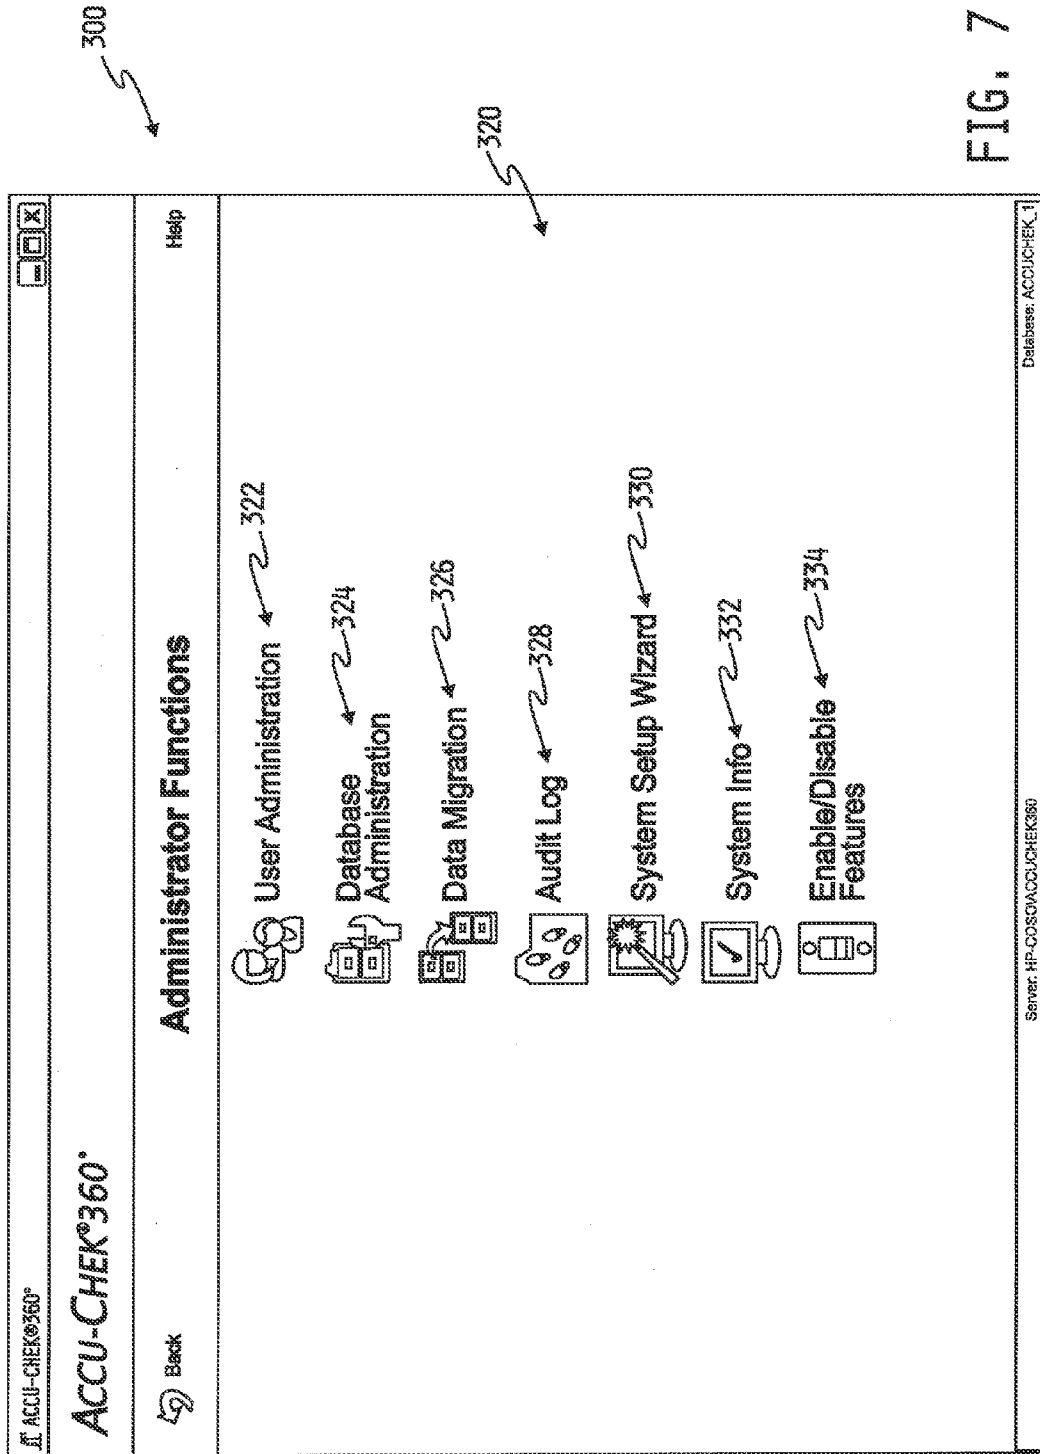 300
ACCU-CHEK®360°
ACCU-CHEK®360°
Back
Administrator Functions
Help
User Administration
322
Database
Administration
324
Data Migration
326
Audit Log
328
System Setup Wizard
330
System Info
332
Enable/Disable
Features
334
320
Server: HP-COSO\ACCUCHEK360
Database: ACCUCHEK_1
FIG. 7